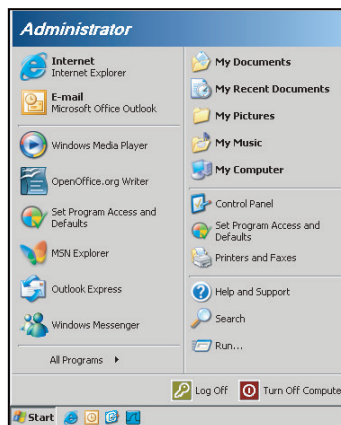 Administrator
Internet
Internet Explorer
E-mail
Microsoft Office Outlook
Windows Media Player
OpenOffice.org Writer
Set Program Access and
Defaults
MSN Explorer
Outlook Express
Windows Messenger
All Programs
My Documents
My Recent Documents
My Pictures
My Music
My Computer
Control Panel
Set Program Access and
Defaults
Printers and Faxes
Help and Support
Search
Run...
Log Off
Turn Off Compute
Start